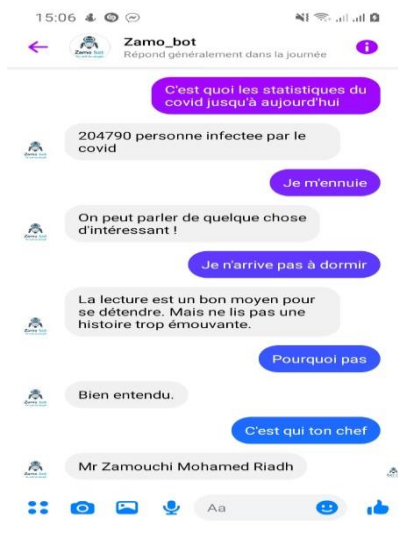 15:06
Zamo_bot
Répond généralement dans la journée
C'est quoi les statistiques du
covid jusqu'à aujourd'hui
204790 personne infectee par le
covid
Je m'ennuie
On peut parler de quelque chose
d'intéressant !
Je n'arrive pas à dormir
La lecture est un bon moyen pour
se détendre. Mais ne lis pas une
histoire trop émouvante.
Pourquoi pas
Bien entendu.
C'est qui ton chef
Mr Zamouchi Mohamed Riadh
Aa